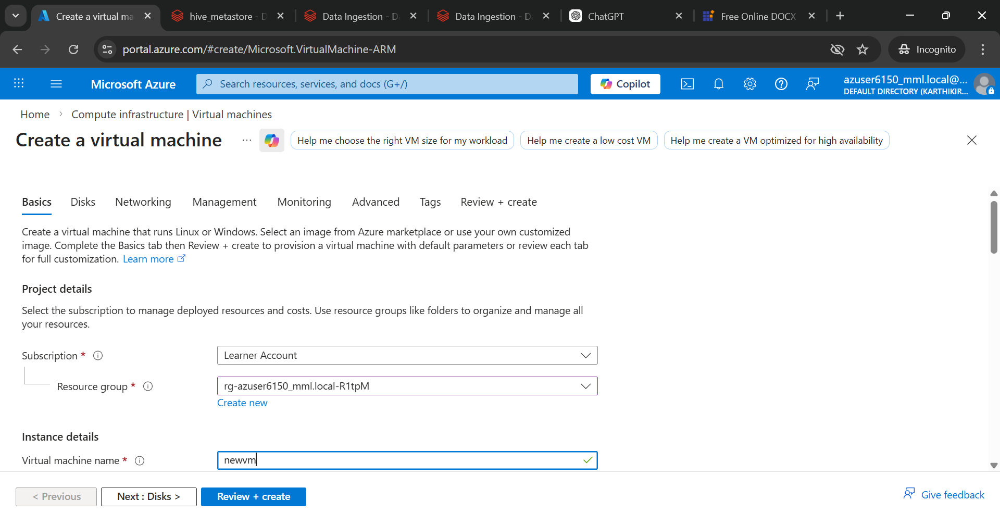 Create a virtual ma
hive_metastore - D
Data Ingestion - D
Data Ingestion - D
ChatGPT
Free Online DOCX
portal.azure.com/#create/Microsoft.VirtualMachine-ARM
Incognito
Microsoft Azure
Search resources, services, and docs (G+/)
Copilot
azuser6150_mml.local@...
DEFAULT DIRECTORY (KARTHIKIR...
Home > Compute infrastructure | Virtual machines
Create a virtual machine ...
Help me choose the right VM size for my workload
Help me create a low cost VM
Help me create a VM optimized for high availability
Basics Disks Networking Management Monitoring Advanced Tags Review + create
Create a virtual machine that runs Linux or Windows. Select an image from Azure marketplace or use your own customized
image. Complete the Basics tab then Review + create to provision a virtual machine with default parameters or review each tab
for full customization. Learn more
Project details
Select the subscription to manage deployed resources and costs. Use resource groups like folders to organize and manage all
your resources.
Subscription *
Learner Account
Resource group *
rg-azuser6150_mml.local-R1tpM
Create new
Instance details
Virtual machine name *
newvm
< Previous
Next : Disks >
Review + create
Give feedback